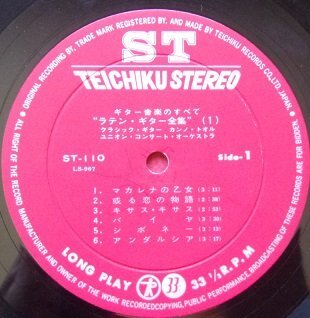 ORIGINAL RECORDING BY TEICHIKU. TRADE MARK REGISTERED BY AND MADE BY TEICHIKU RECORDS CO., LTD. JAPAN.
ST
TEICHIKU STEREO
ギター音楽のすべて
"ラテン・ギター全集" (1)
クラシック・ギター カンノ・トオル
ユニオン・コンサート・オーケストラ
ST-110
Side-1
1. マカレナの乙女
2. 或る恋の物語
3. キサス・キサス
4. バイヤ
5. シボネー
6. アンダルシア
LONG PLAY
33 1/3 R.P.M
ALL RIGHT OF THE RECORD MANUFACTURER AND OWNER OF THE WORK RECORDED. COPYING, PUBLIC PERFORMANCE, BROADCASTING OF THESE RECORDS PROHIBITED.